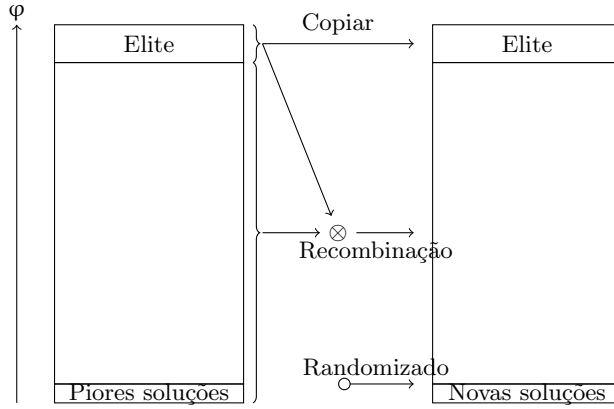 φ
Copiar
Elite
Elite
Recombinação
Randomizado
Piores soluções
Novas soluções